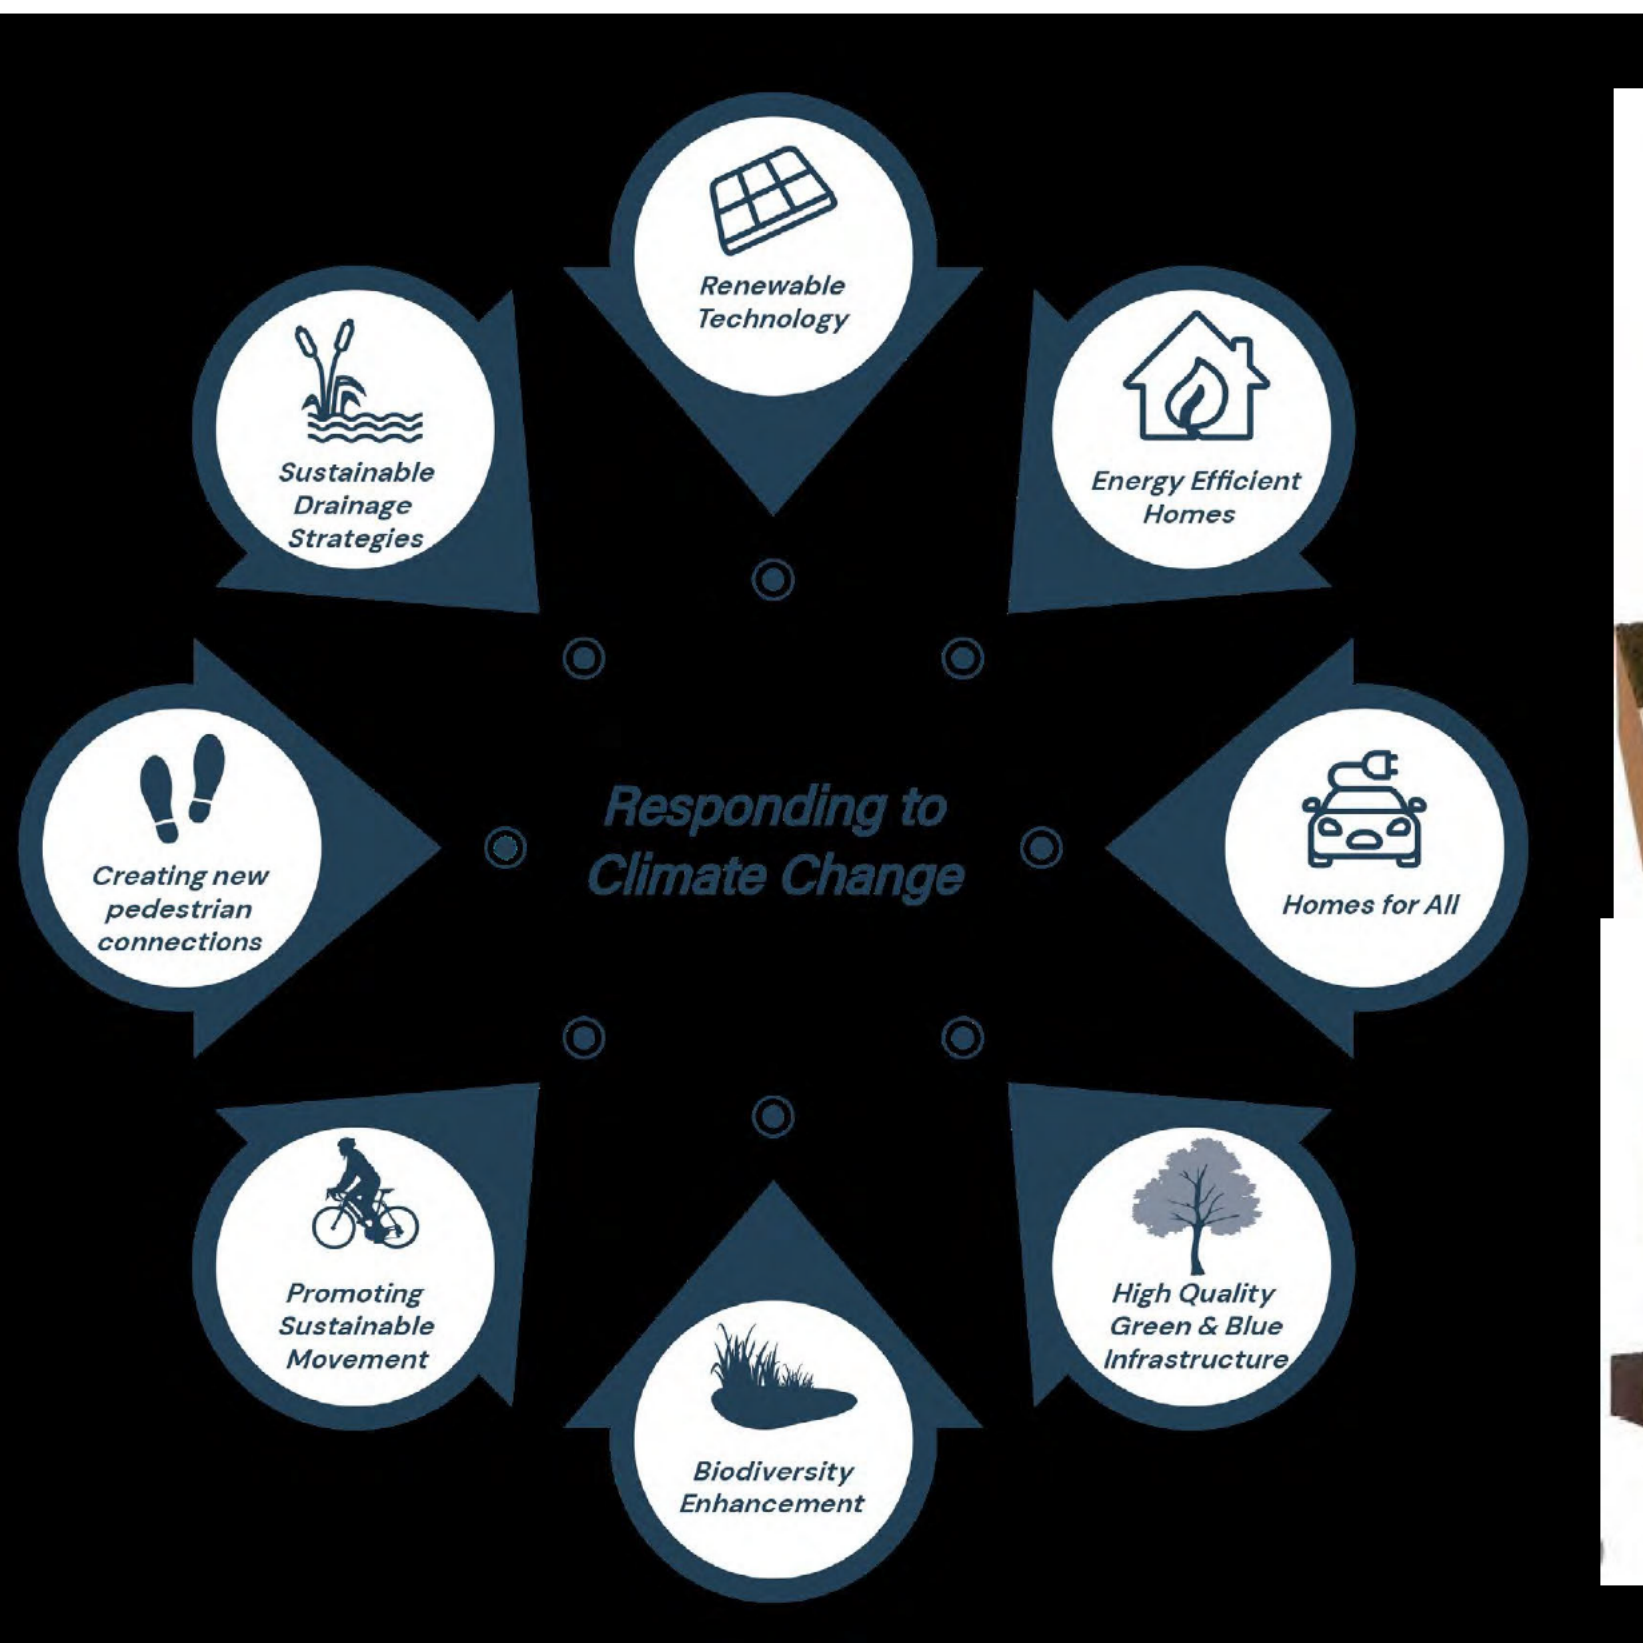 Renewable
Technology
Energy Efficient
Homes
Homes for All
High Quality
Green & Blue
Infrastructure
Biodiversity
Enhancement
Promoting
Sustainable
Movement
Creating new
pedestrian
connections
Sustainable
Drainage
Strategies
Responding to
Climate Change